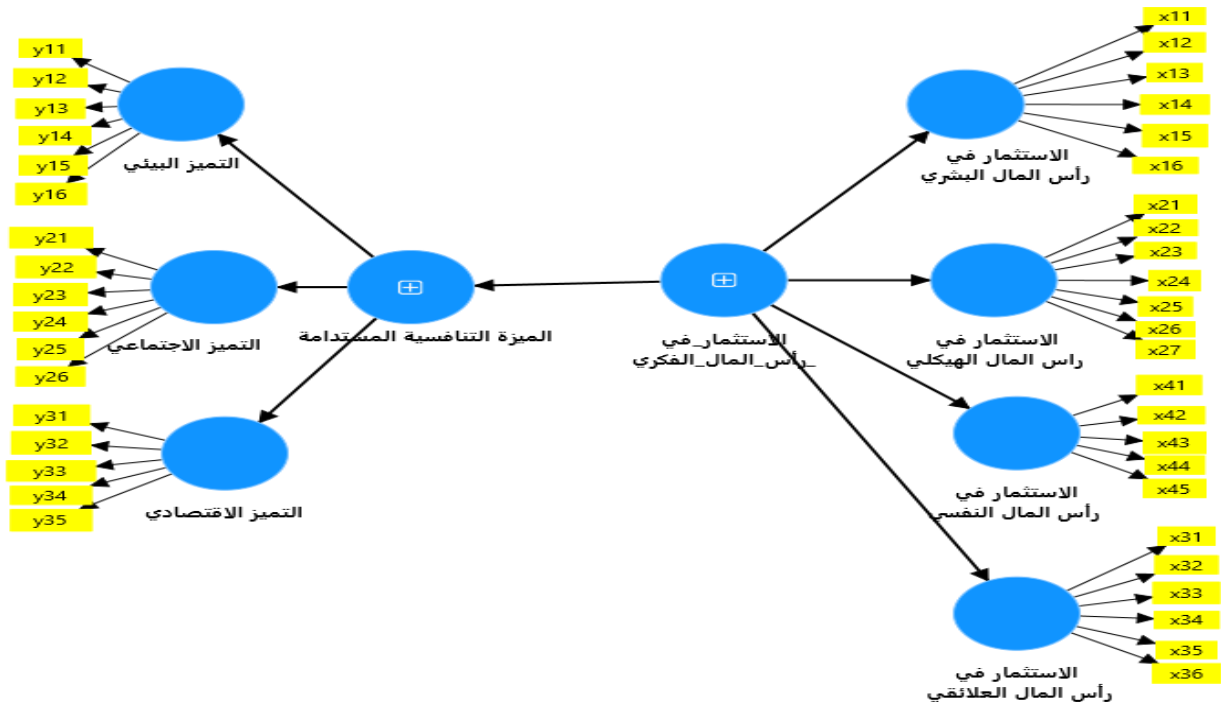 x11
x12
x13
x14
x15
x16
الاستثمار في
رأس المال البشري
x21
x22
x23
x24
x25
x26
x27
الاستثمار في
راس المال الهيكلي
x41
x42
x43
x44
x45
الاستثمار في
رأس المال النفسي
x31
x32
x33
x34
x35
x36
الاستثمار في
رأس المال العلائقي
الاستثمار_في
_رأس_المال_الفكري
الميزة التنافسية المستدامة
y11
y12
y13
y14
y15
y16
التميز البيئي
y21
y22
y23
y24
y25
y26
التميز الاجتماعي
y31
y32
y33
y34
y35
التميز الاقتصادي